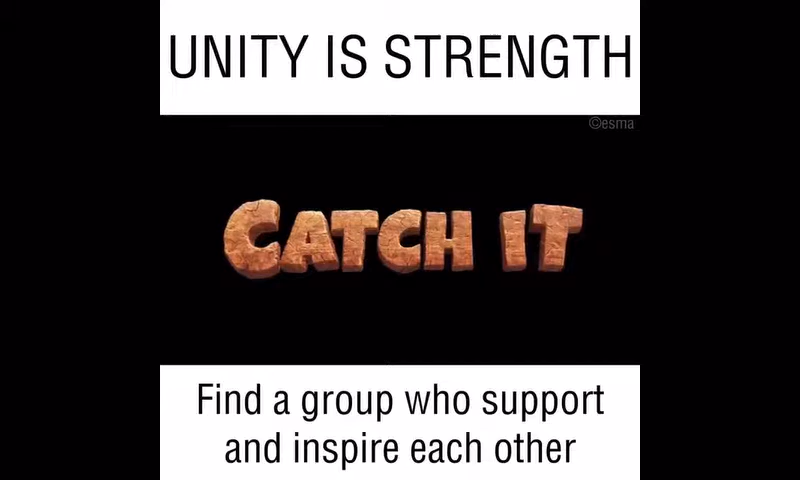 UNITY IS STRENGTH
©esma
CATCH IT
Find a group who support
and inspire each other